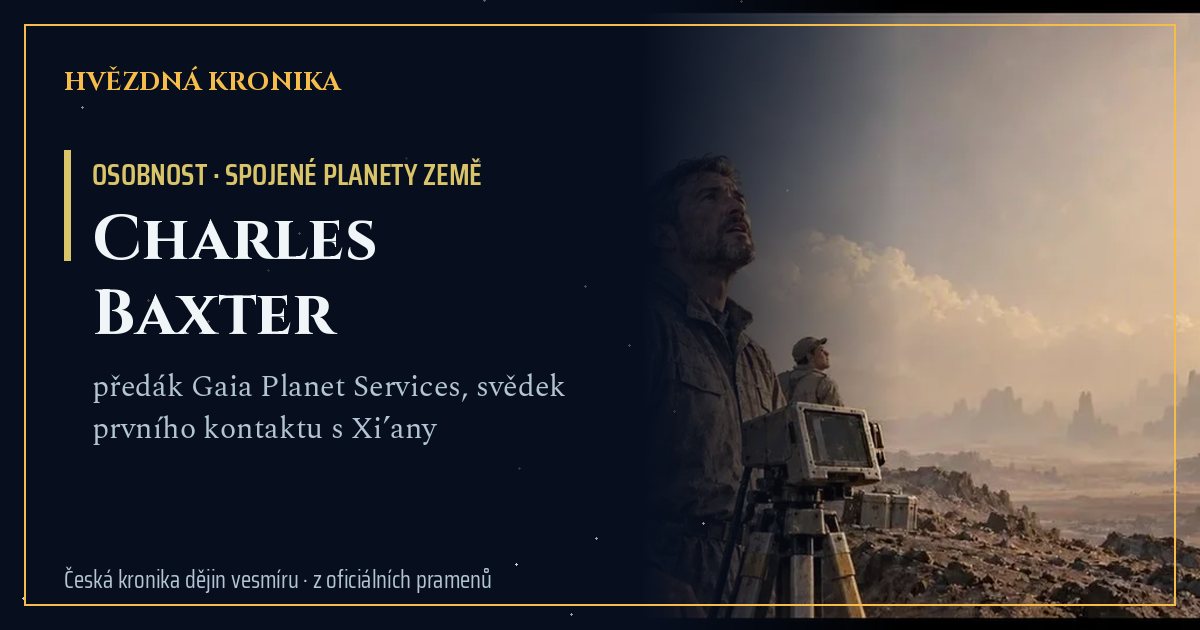 HVĚZDNÁ KRONIKA
OSOBNOST · SPOJENÉ PLANETY ZEMĚ
CHARLES
BAXTER
předák Gaia Planet Services, svědek
prvního kontaktu s Xi’any
Česká kronika dějin vesmíru · z oficiálních pramenů